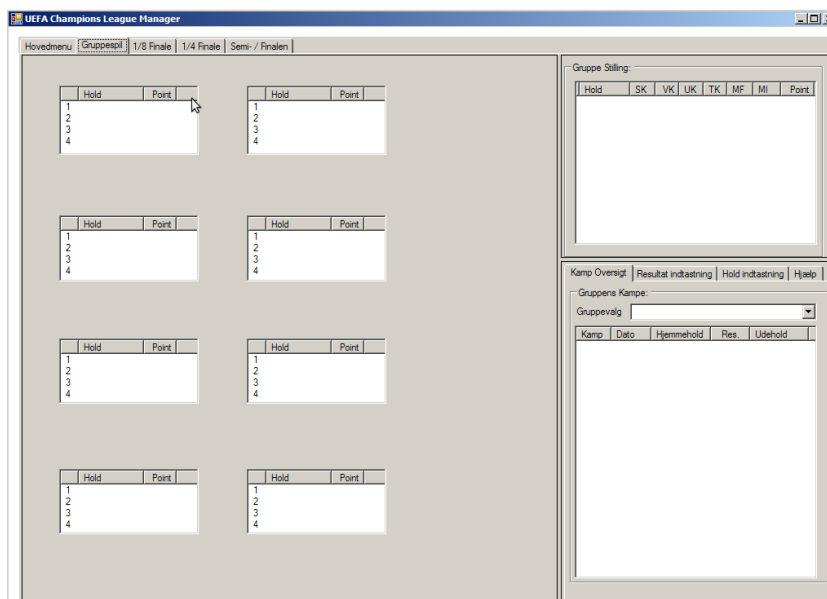 UEFA Champions League Manager
Hovedmenu Gruppespil 1/8 Finale 1/4 Finale Semi- / Finalen
Hold Point
1
2
3
4
Hold Point
1
2
3
4
Hold Point
1
2
3
4
Hold Point
1
2
3
4
Hold Point
1
2
3
4
Hold Point
1
2
3
4
Hold Point
1
2
3
4
Hold Point
1
2
3
4
Gruppe Stilling:
Hold SK VK UK TK MF MI Point
Kamp Oversigt Resultat indtastning Hold indtastning Hjælp
Gruppens Kampe:
Gruppevalg
Kamp Dato Hjemmehold Res. Udehold